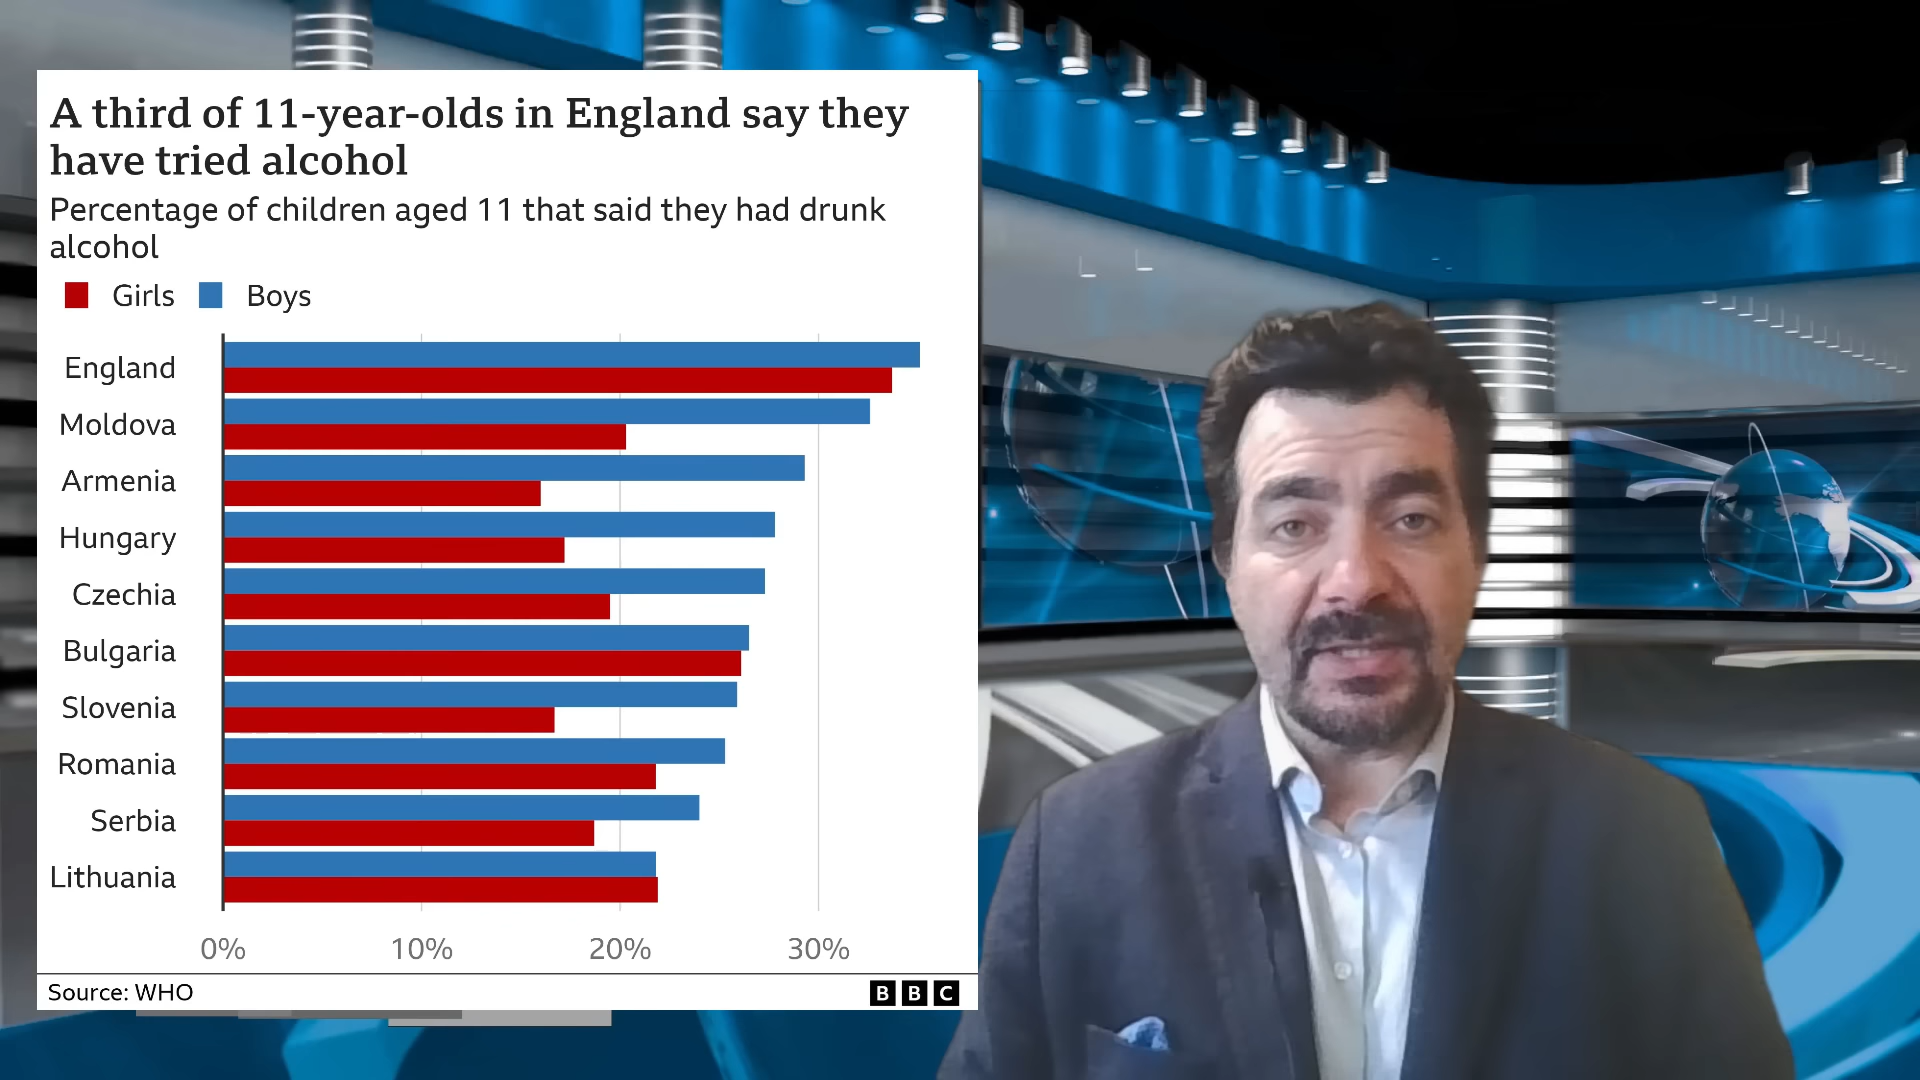 A third of 11-year-olds in England say they
have tried alcohol
Percentage of children aged 11 that said they had drunk
alcohol
Girls Boys
England
Moldova
Armenia
Hungary
Czechia
Bulgaria
Slovenia
Romania
Serbia
Lithuania
0% 10% 20% 30%
Source: WHO
BBC